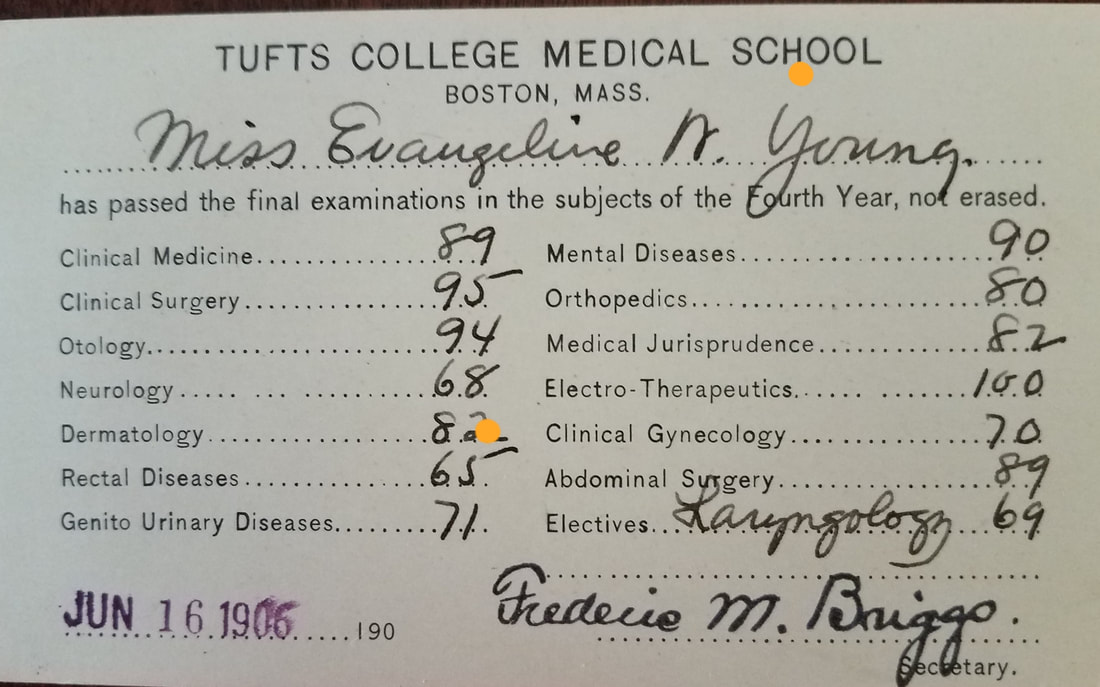 TUFTS COLLEGE MEDICAL SCHOOL
BOSTON, MASS.
Miss Evangeline W. Young.
has passed the final examinations in the subjects of the Fourth Year, not erased.
Clinical Medicine 89 Mental Diseases 90
Clinical Surgery 95 Orthopedics 80
Otology 94 Medical Jurisprudence 82
Neurology 68 Electro-Therapeutics 100
Dermatology Clinical Gynecology 70
Rectal Diseases 65 Abdominal Surgery 89
Genito Urinary Diseases 71 Electives Laryngology 69
JUN 16 1906 190 Frederic M. Briggs.
Secretary.